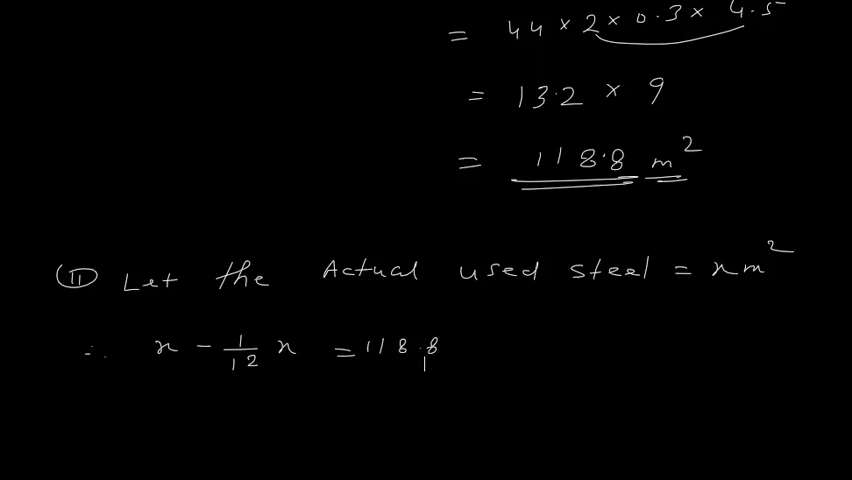 = 44 × 2 × 0.3 × 4.5
= 13.2 × 9
= 118.8 m²
(II) Let the Actual used steel = x m²
∴ x - 1/12 x = 118.8